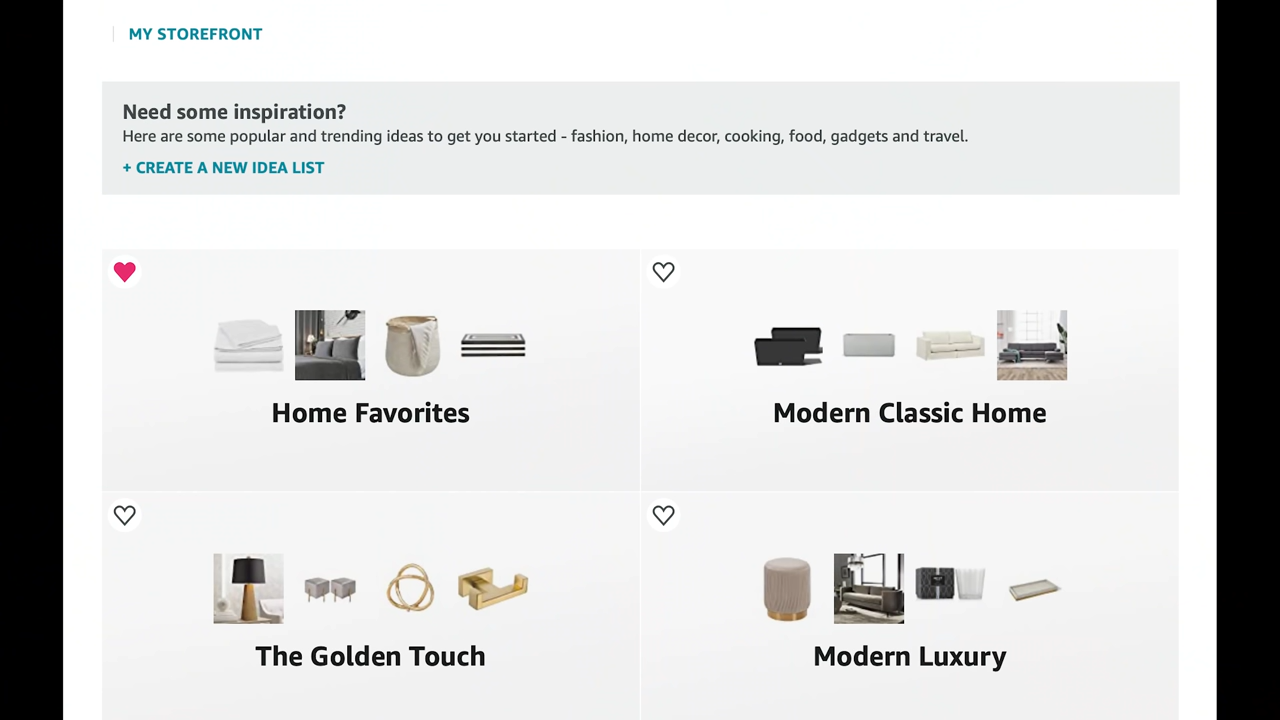 MY STOREFRONT
Need some inspiration?
Here are some popular and trending ideas to get you started - fashion, home decor, cooking, food, gadgets and travel.
+ CREATE A NEW IDEA LIST
Home Favorites
Modern Classic Home
The Golden Touch
Modern Luxury